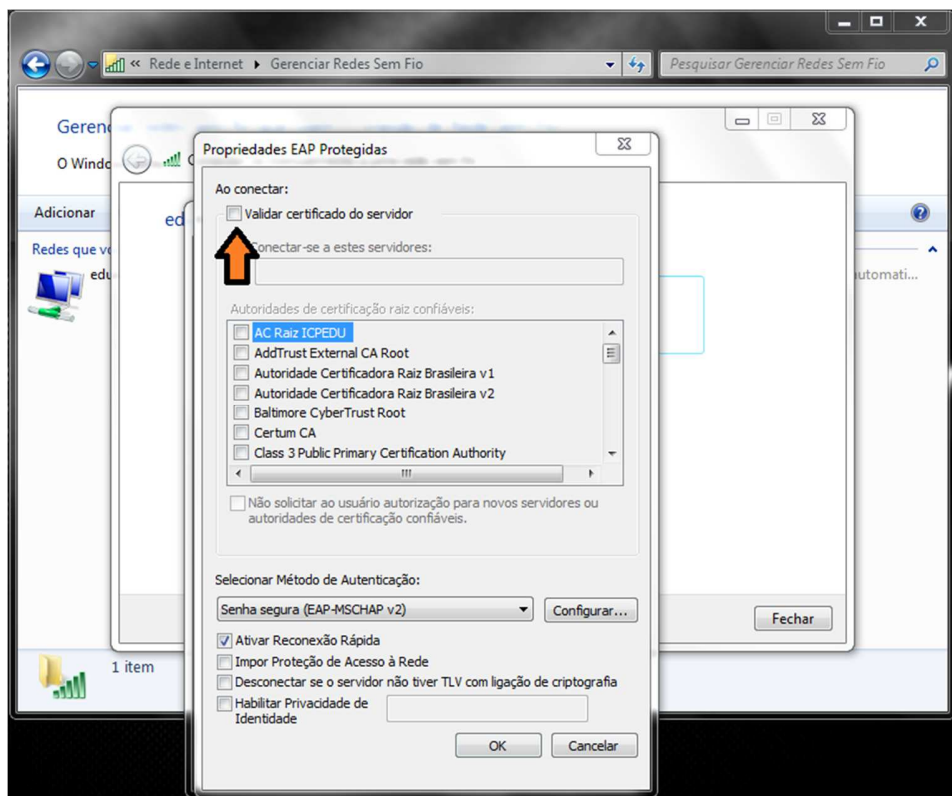 « Rede e Internet ▸ Gerenciar Redes Sem Fio
Pesquisar Gerenciar Redes Sem Fio
Geren
O Windo
Propriedades EAP Protegidas
Ao conectar:
Validar certificado do servidor
Conectar-se a estes servidores:
Adicionar
ed
Redes que v
edu
automati...
Autoridades de certificação raiz confiáveis:
AC Raiz ICPEDU
AddTrust External CA Root
Autoridade Certificadora Raiz Brasileira v1
Autoridade Certificadora Raiz Brasileira v2
Baltimore CyberTrust Root
Certum CA
Class 3 Public Primary Certification Authority
Não solicitar ao usuário autorização para novos servidores ou
autoridades de certificação confiáveis.
Selecionar Método de Autenticação:
Senha segura (EAP-MSCHAP v2)
Configurar...
Fechar
Ativar Reconexão Rápida
Impor Proteção de Acesso à Rede
Desconectar se o servidor não tiver TLV com ligação de criptografia
Habilitar Privacidade de
Identidade
1 item
OK
Cancelar